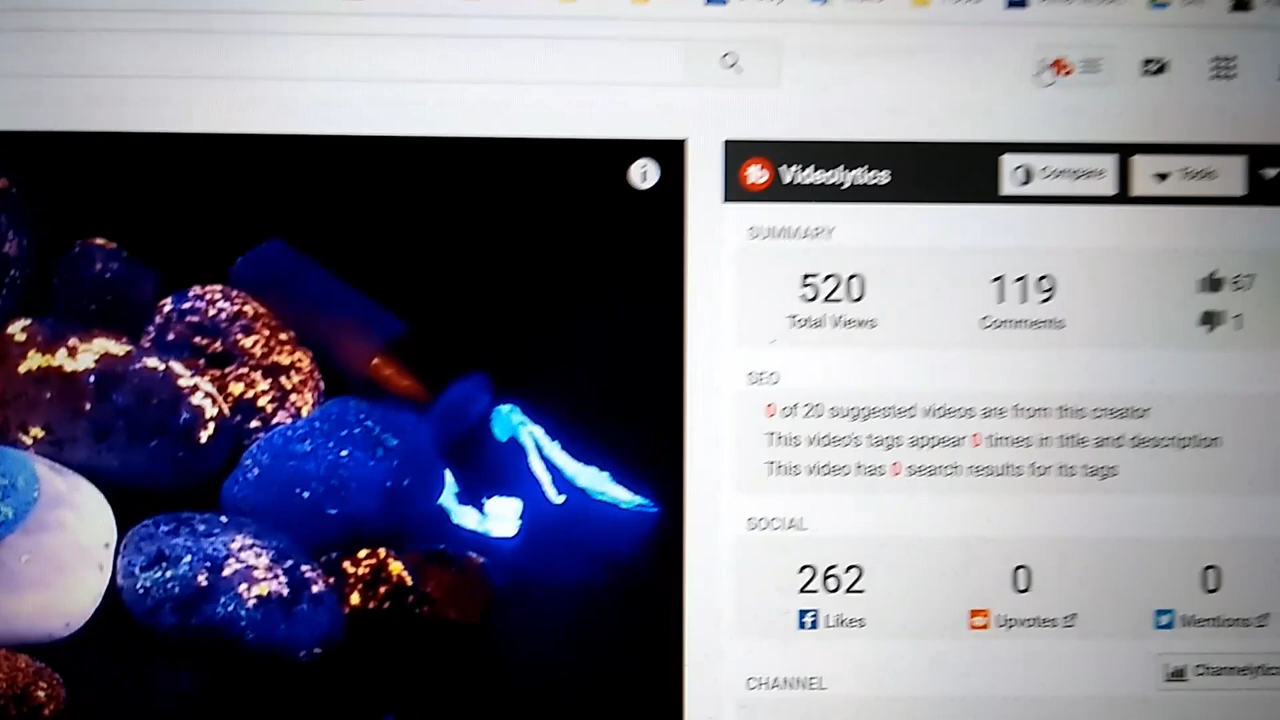 Videolytics
Compare
Tools
SUMMARY
520
119
67
Total Views
Comments
1
SEO
0 of 20 suggested videos are from this creator
This video's tags appear 0 times in title and description
This video has 0 search results for its tags
SOCIAL
262
0
0
Likes
Upvotes
Mentions
CHANNEL
Channelytics